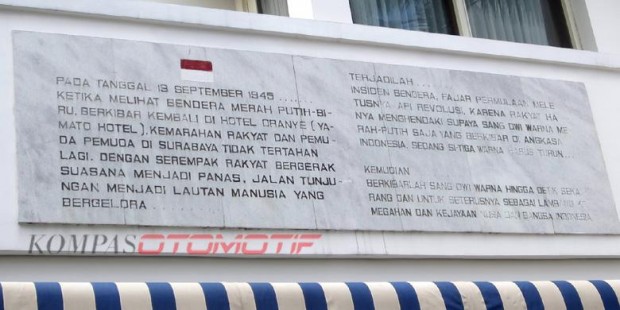 PADA TANGGAL 19 SEPTEMBER 1945 .......
KETIKA MELIHAT BENDERA MERAH PUTIH-BI-
RU, BERKIBAR KEMBALI DI HOTEL ORANYE (YA-
MATO HOTEL), KEMARAHAN RAKYAT DAN PEMU-
DA PEMUDA DI SURABAYA TIDAK TERTAHAN
LAGI. DENGAN SEREMPAK RAKYAT BERGERAK
SUASANA MENJADI PANAS, JALAN TUNJU-
NGAN MENJADI LAUTAN MANUSIA YANG
BERGELORA .......
TERJADILAH .....
INSIDEN BENDERA, FAJAR PERMULAAN MELE
TUSNYA API REVOLUSI, KARENA RAKYAT HA
NYA MENGHENDAKI SUPAYA SANG DWI WARNA ME
RAH-PUTIH SAJA YANG BERKIBAR DI ANGKASA
INDONESIA, SEDANG SI-TIGA WARNA HARUS TURUN...
KEMUDIAN
BERKIBARLAH SANG DWI WARNA HINGGA DETIK SEKA
RANG DAN UNTUK SETERUSNYA SEBAGAI LAMBANG KE
MEGAHAN DAN KEJAYAAN NUSA DAN BANGSA INDONESIA
KOMPASOTOMOTIF